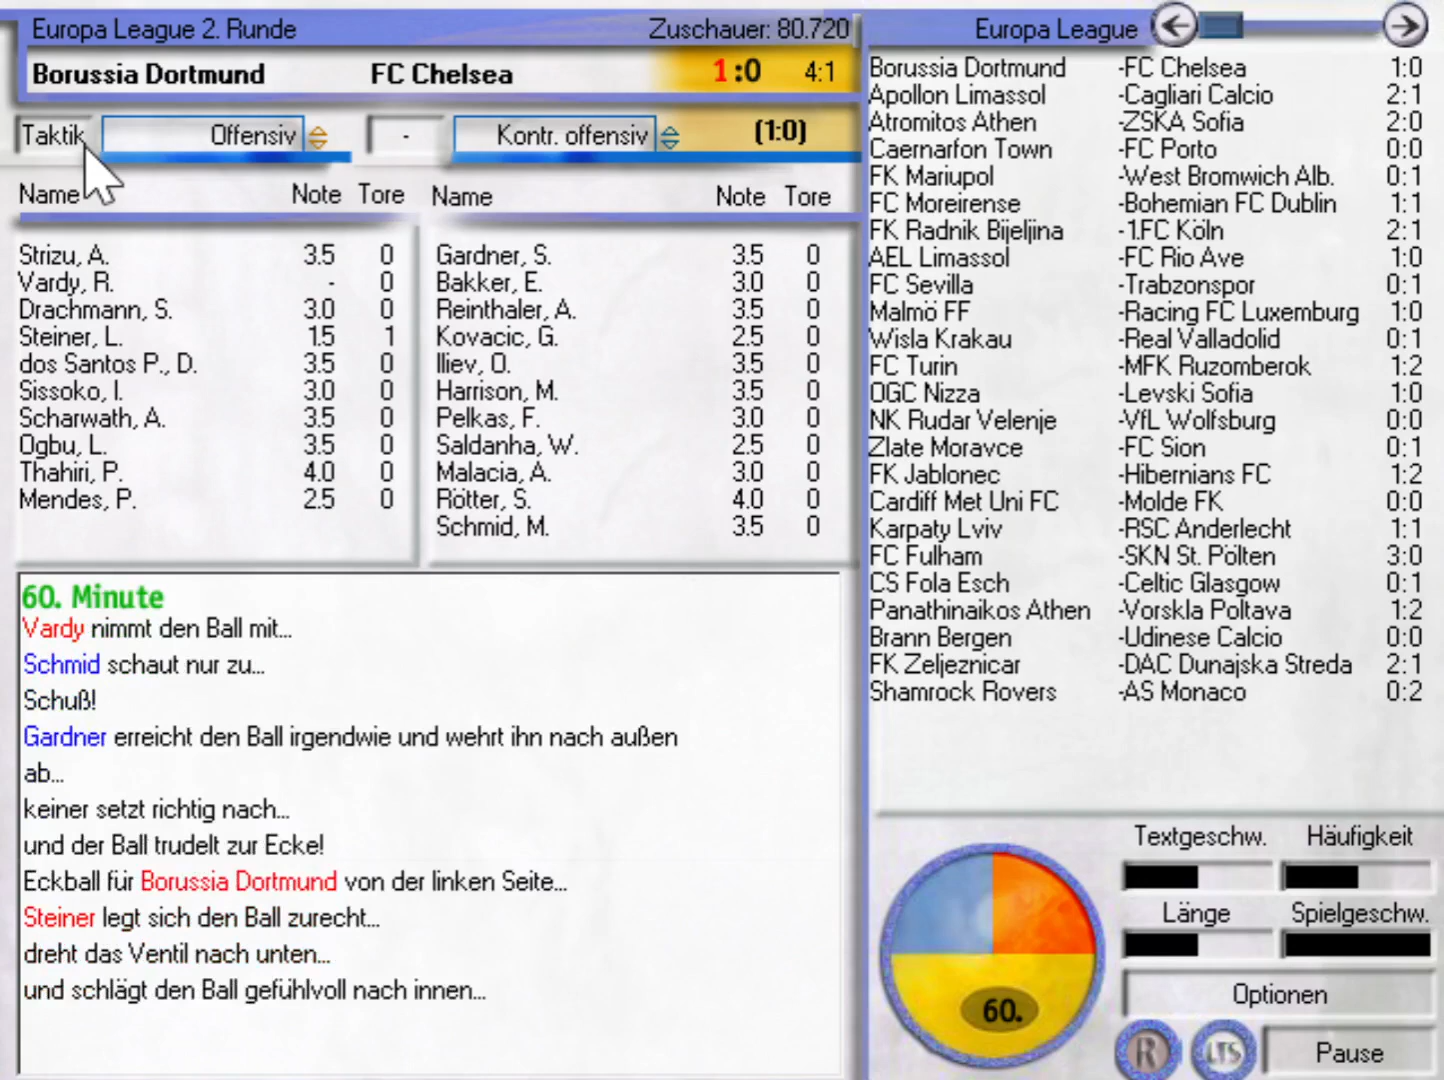 Europa League 2. Runde Zuschauer: 80.720
Borussia Dortmund FC Chelsea 1:0 4:1
Taktik Offensiv - Kontr. offensiv (1:0)
Name Note Tore Name Note Tore
Strizu, A. 3.5 0 Gardner, S. 3.5 0
Vardy, R. - 0 Bakker, E. 3.0 0
Drachmann, S. 3.0 0 Reinthaler, A. 3.5 0
Steiner, L. 1.5 1 Kovacic, G. 2.5 0
dos Santos P., D. 3.5 0 Iliev, O. 3.5 0
Sissoko, I. 3.0 0 Harrison, M. 3.5 0
Scharwath, A. 3.5 0 Pelkas, F. 3.0 0
Ogbu, L. 3.5 0 Saldanha, W. 2.5 0
Thahiri, P. 4.0 0 Malacia, A. 3.0 0
Mendes, P. 2.5 0 Rötter, S. 4.0 0
Schmid, M. 3.5 0
60. Minute
Vardy nimmt den Ball mit...
Schmid schaut nur zu...
Schuß!
Gardner erreicht den Ball irgendwie und wehrt ihn nach außen
ab...
keiner setzt richtig nach...
und der Ball trudelt zur Ecke!
Eckball für Borussia Dortmund von der linken Seite...
Steiner legt sich den Ball zurecht...
dreht das Ventil nach unten...
und schlägt den Ball gefühlvoll nach innen...
Europa League
Borussia Dortmund -FC Chelsea 1:0
Apollon Limassol -Cagliari Calcio 2:1
Atromitos Athen -ZSKA Sofia 2:0
Caernarfon Town -FC Porto 0:0
FK Mariupol -West Bromwich Alb. 0:1
FC Moreirense -Bohemian FC Dublin 1:1
FK Radnik Bijeljina -1.FC Köln 2:1
AEL Limassol -FC Rio Ave 1:0
FC Sevilla -Trabzonspor 0:1
Malmö FF -Racing FC Luxemburg 1:0
Wisla Krakau -Real Valladolid 0:1
FC Turin -MFK Ruzomberok 1:2
OGC Nizza -Levski Sofia 1:0
NK Rudar Velenje -VfL Wolfsburg 0:0
Zlate Moravce -FC Sion 0:1
FK Jablonec -Hibernians FC 1:2
Cardiff Met Uni FC -Molde FK 0:0
Karpaty Lviv -RSC Anderlecht 1:1
FC Fulham -SKN St. Pölten 3:0
CS Fola Esch -Celtic Glasgow 0:1
Panathinaikos Athen -Vorskla Poltava 1:2
Brann Bergen -Udinese Calcio 0:0
FK Zeljeznicar -DAC Dunajska Streda 2:1
Shamrock Rovers -AS Monaco 0:2
Textgeschw. Häufigkeit
Länge Spielgeschw.
60.
Optionen
R LTS Pause